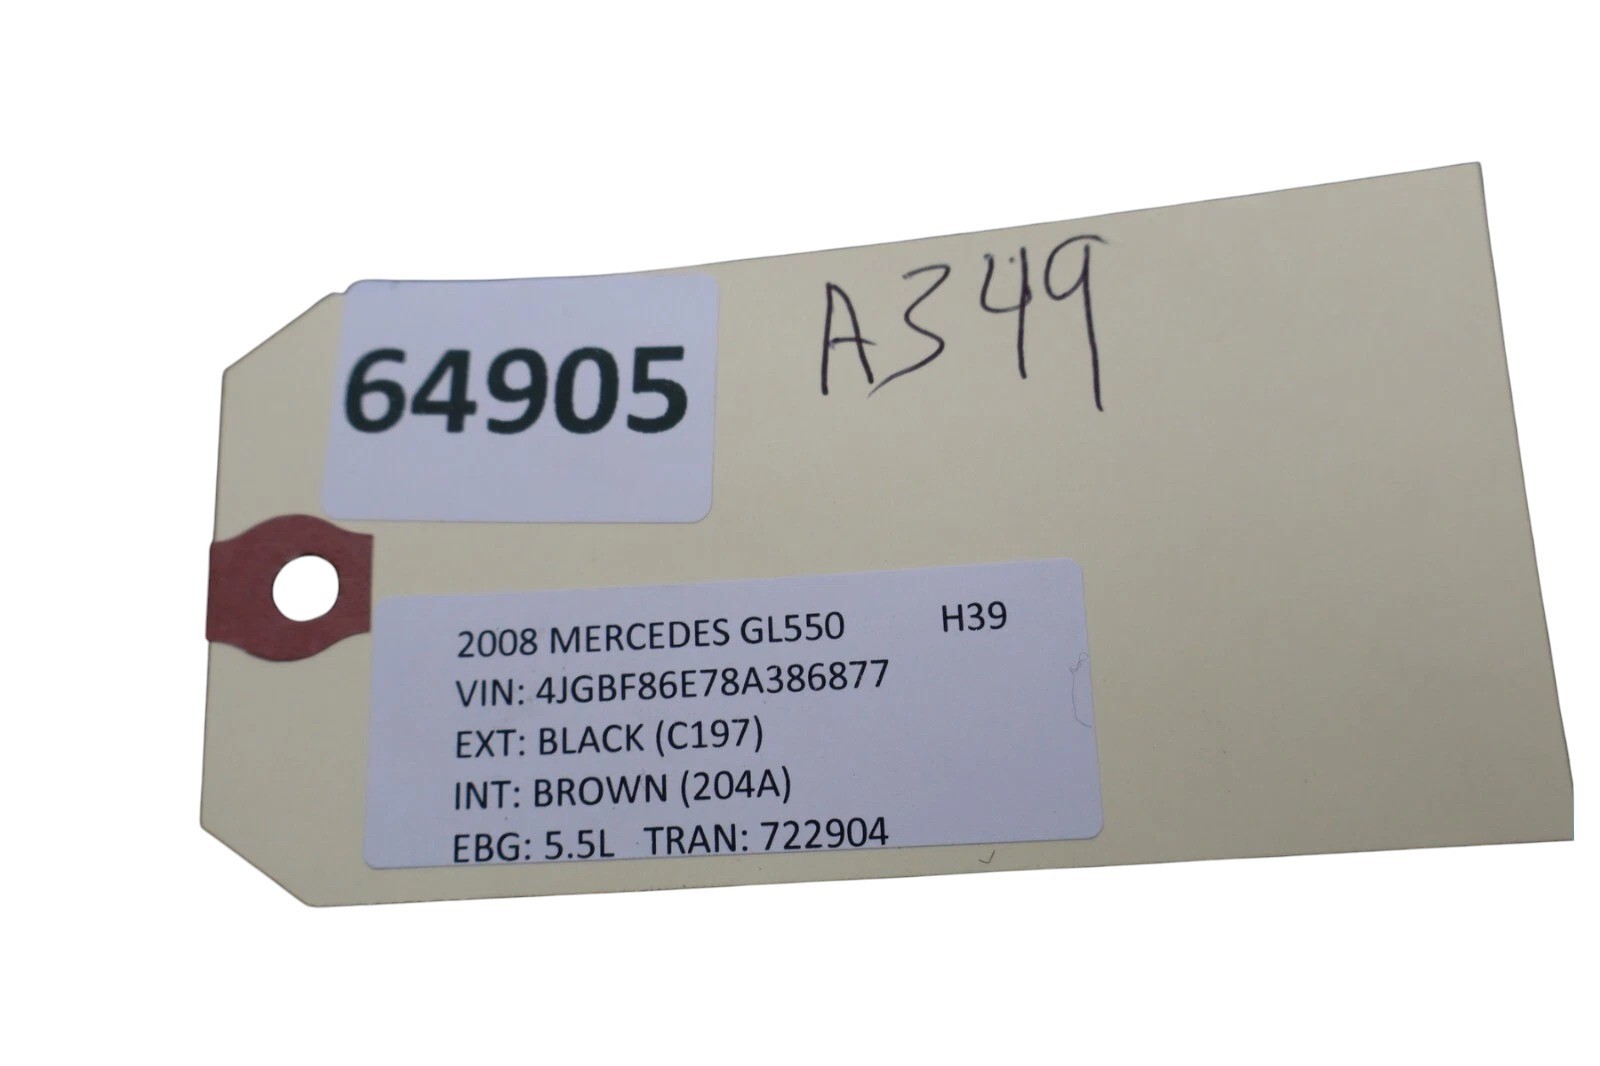 A349
64905
2008 MERCEDES GL550 H39
VIN: 4JGBF86E78A386877
EXT: BLACK (C197)
INT: BROWN (204A)
EBG: 5.5L TRAN: 722904